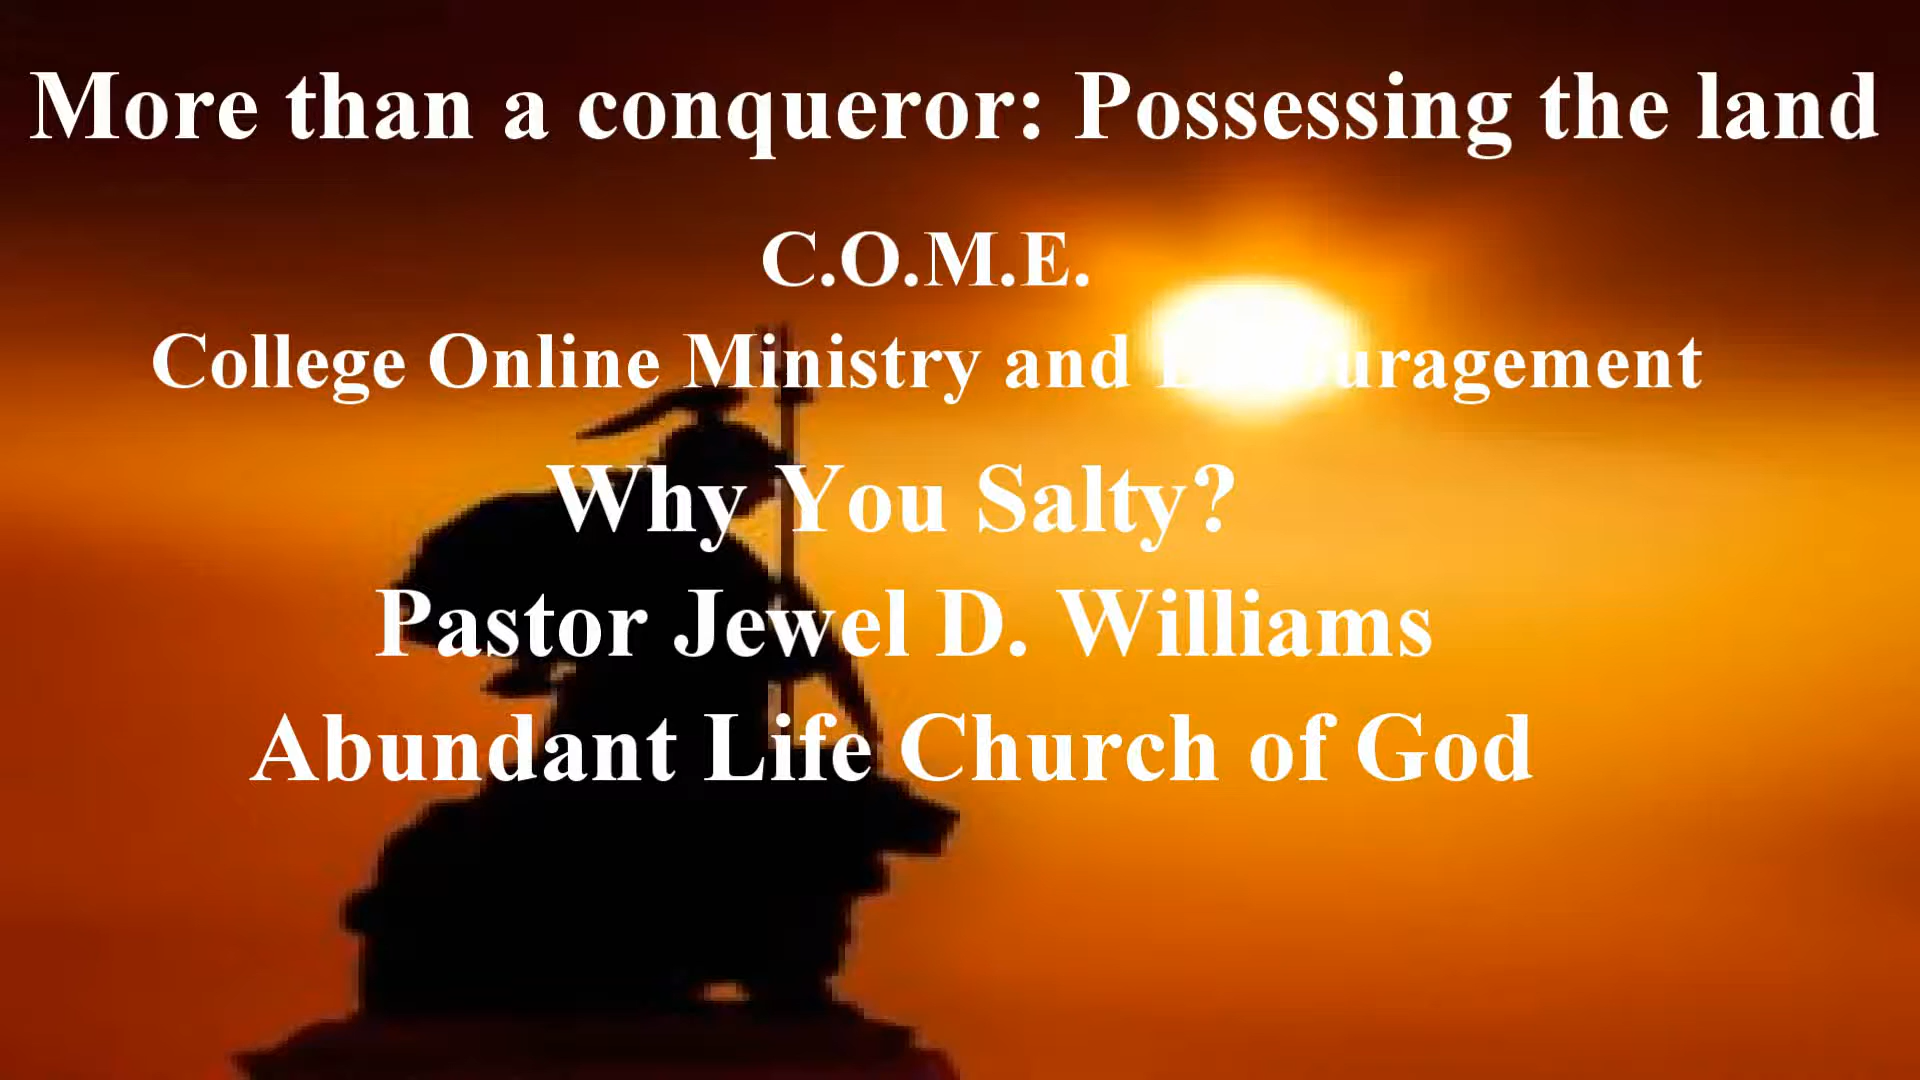 More than a conqueror: Possessing the land
C.O.M.E.
College Online Ministry and Encouragement
Why You Salty?
Pastor Jewel D. Williams
Abundant Life Church of God